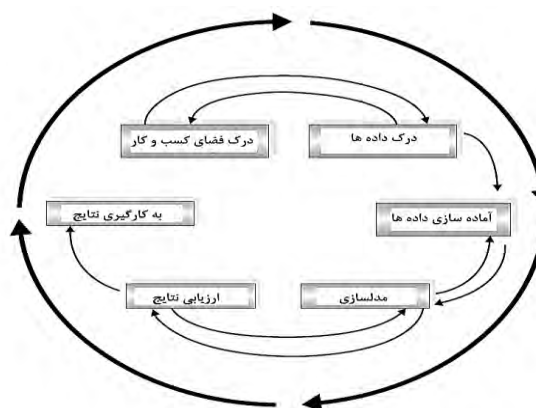 درک فضای کسب و کار
درک داده ها
آماده سازی داده ها
مدلسازی
ارزیابی نتایج
به کارگیری نتایج